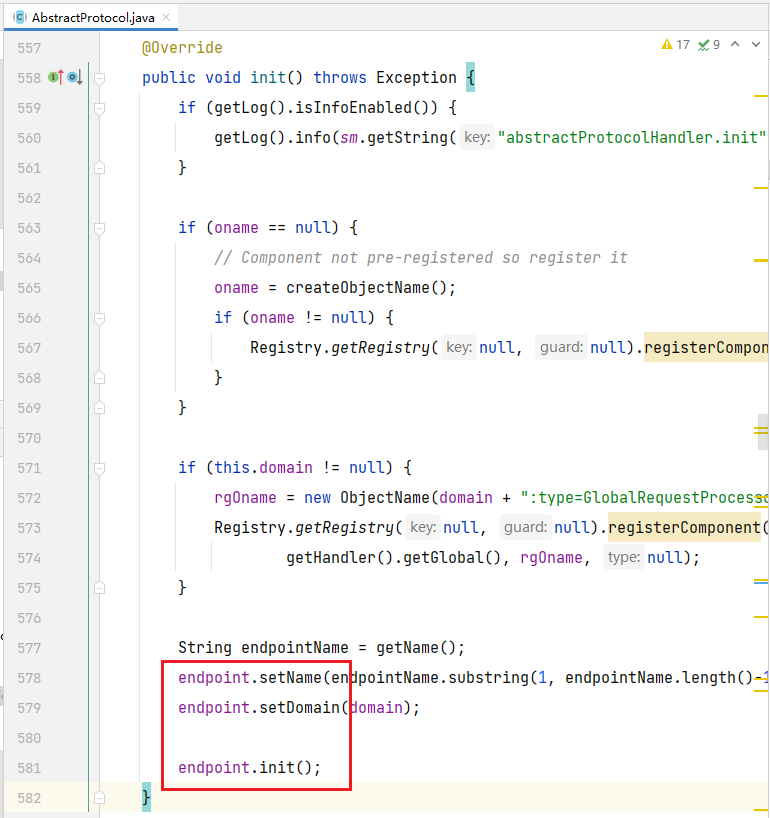 AbstractProtocol.java
17 9
557 @Override
558 public void init() throws Exception {
559 if (getLog().isInfoEnabled()) {
560 getLog().info(sm.getString( key: "abstractProtocolHandler.init"
561 }
562
563 if (oname == null) {
564 // Component not pre-registered so register it
565 oname = createObjectName();
566 if (oname != null) {
567 Registry.getRegistry( key: null, guard: null).registerCompon
568 }
569 }
570
571 if (this.domain != null) {
572 rgOname = new ObjectName(domain + ":type=GlobalRequestProcesso
573 Registry.getRegistry( key: null, guard: null).registerComponent(
574 getHandler().getGlobal(), rgOname, type: null);
575 }
576
577 String endpointName = getName();
578 endpoint.setName(endpointName.substring(1, endpointName.length()-1
579 endpoint.setDomain(domain);
580
581 endpoint.init();
582 }